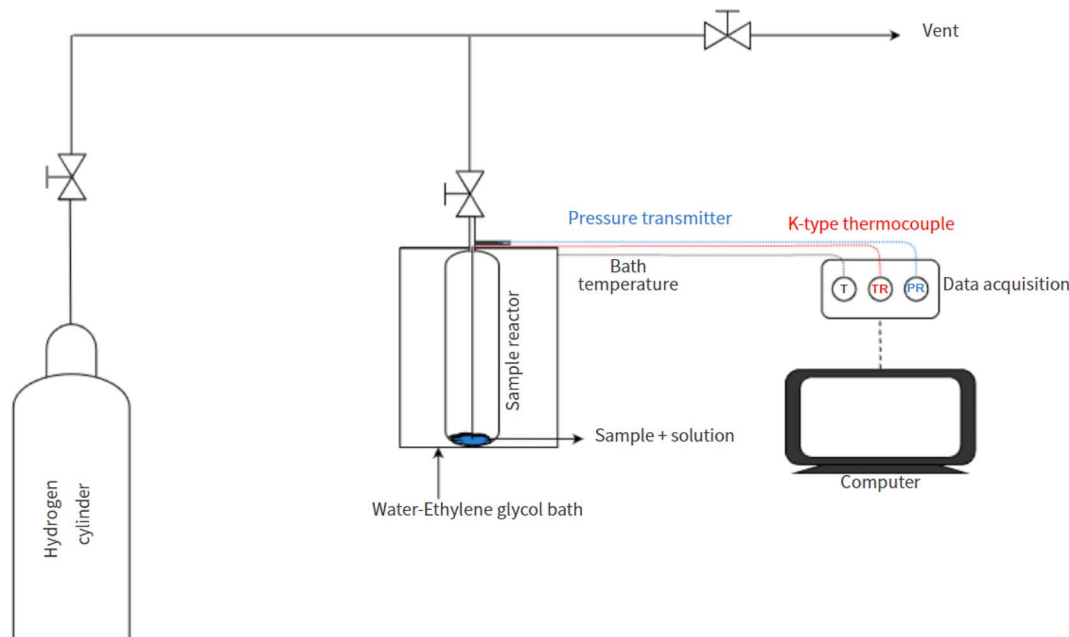 Vent
Pressure transmitter
K-type thermocouple
Bath
temperature
T
TR
PR
Data acquisition
Sample reactor
Sample + solution
Computer
Water-Ethylene glycol bath
Hydrogen
cylinder